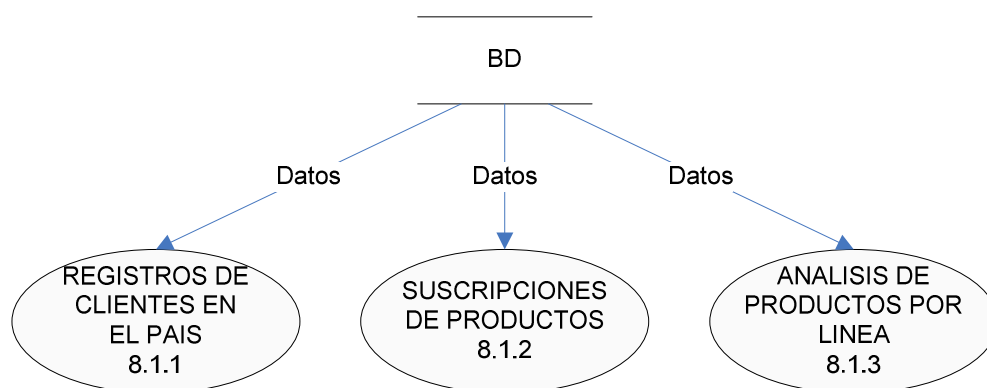 BD
Datos
Datos
Datos
REGISTROS DE
CLIENTES EN
EL PAIS
8.1.1
SUSCRIPCIONES
DE PRODUCTOS
8.1.2
ANALISIS DE
PRODUCTOS POR
LINEA
8.1.3